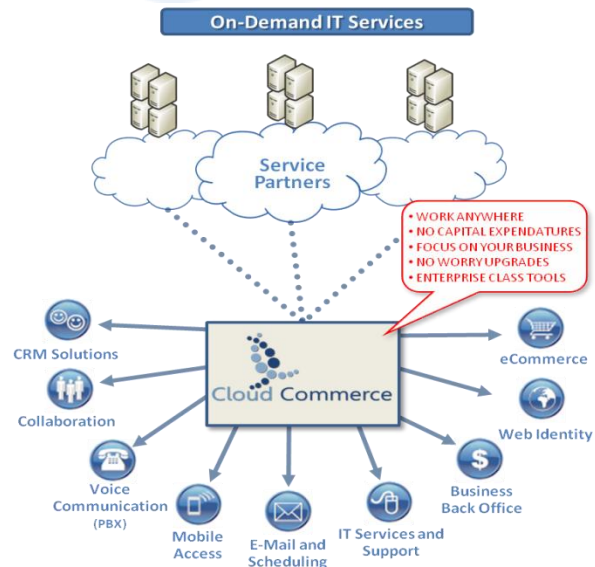 On-Demand IT Services
Service
Partners
• WORK ANYWHERE
• NO CAPITAL EXPENDATURES
• FOCUS ON YOUR BUSINESS
• NO WORRY UPGRADES
• ENTERPRISE CLASS TOOLS
CRM Solutions
eCommerce
Cloud Commerce
Collaboration
Web Identity
Voice
Communication
(PBX)
Business
Back Office
Mobile
Access
E-Mail and
Scheduling
IT Services and
Support